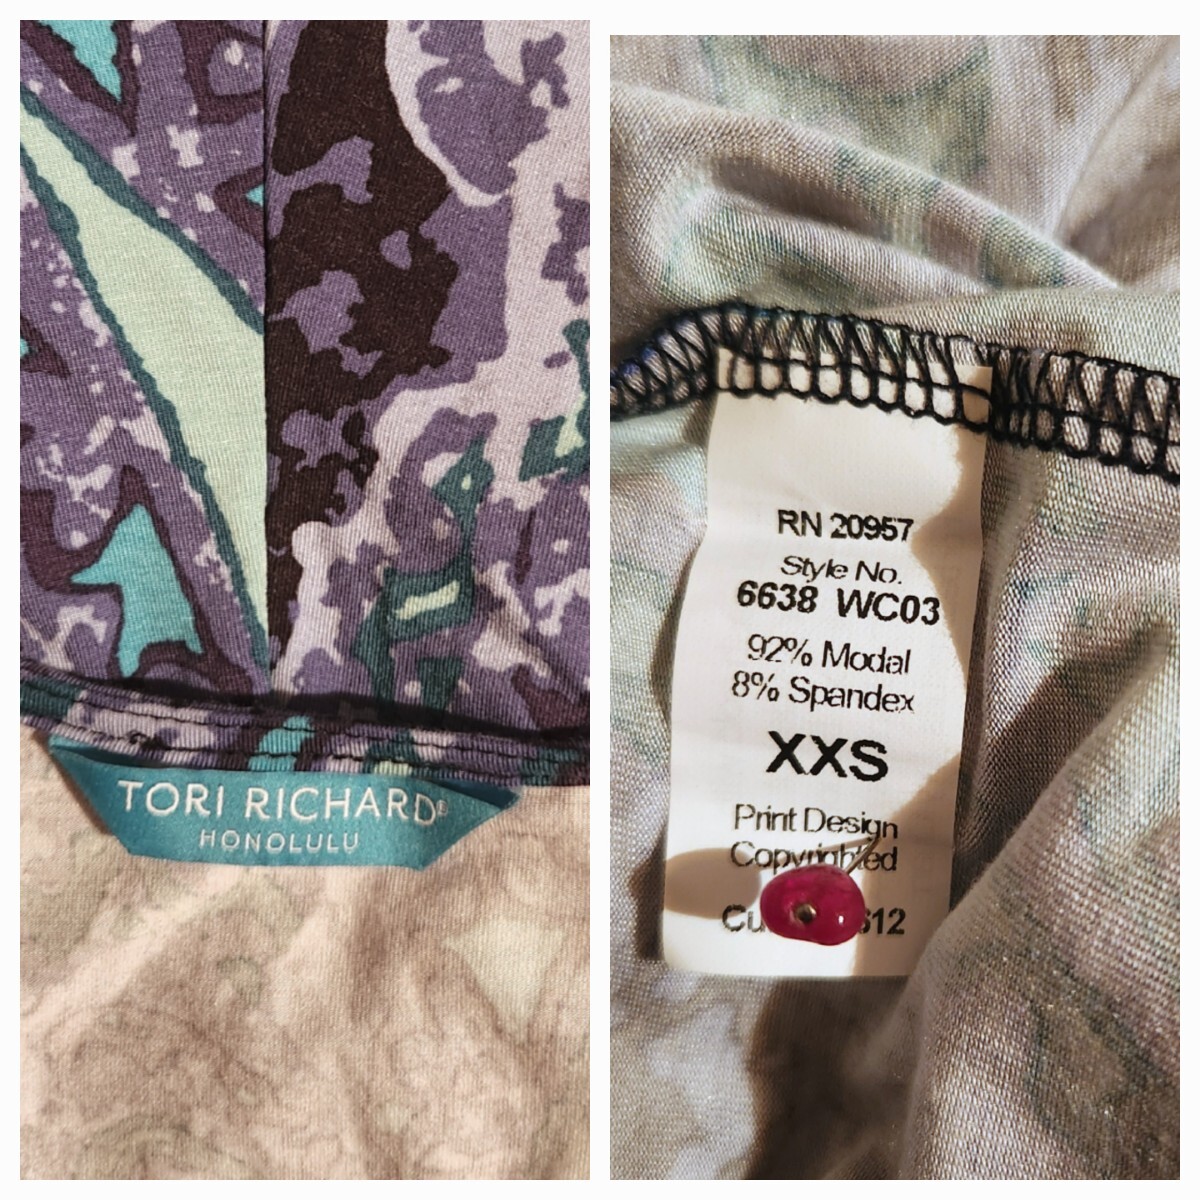 TORI RICHARD®
HONOLULU
RN 20957
Style No.
6638 WC03
92% Modal
8% Spandex
XXS
Print Design
Copyrighted